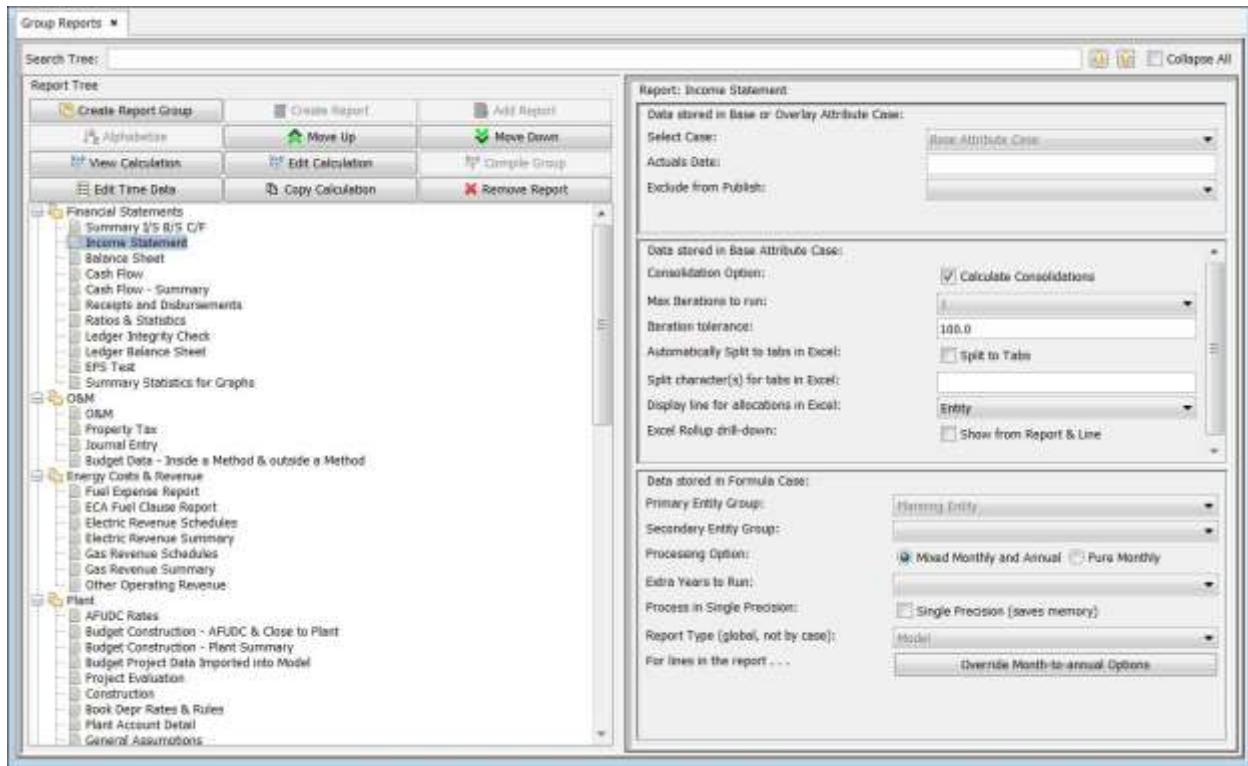 Group Reports
Search Tree:
Collapse All
Report Tree
Create Report Group
Create Report
Add Report
Alphabetize
Move Up
Move Down
View Calculation
Edit Calculation
Compile Group
Edit Time Data
Copy Calculation
Remove Report
Financial Statements
Summary I/S B/S C/F
Income Statement
Balance Sheet
Cash Flow
Cash Flow - Summary
Receipts and Disbursements
Ratios & Statistics
Ledger Integrity Check
Ledger Balance Sheet
EPS Test
Summary Statistics for Graphs
O&M
O&M
Property Tax
Journal Entry
Budget Data - Inside a Method & outside a Method
Energy Costs & Revenue
Fuel Expense Report
ECA Fuel Clause Report
Electric Revenue Schedules
Electric Revenue Summary
Gas Revenue Schedules
Gas Revenue Summary
Other Operating Revenue
Plant
AFUDC Rates
Budget Construction - AFUDC & Close to Plant
Budget Construction - Plant Summary
Budget Project Data Imported into Model
Project Evaluation
Construction
Book Depr Rates & Rules
Plant Account Detail
General Assumptions
Report: Income Statement
Data stored in Base or Overlay Attribute Case:
Select Case: Base Attribute Case
Actuals Date:
Exclude from Publish:
Data stored in Base Attribute Case:
Consolidation Option: Calculate Consolidations
Max Iterations to run:
Iteration tolerance: 100.0
Automatically Split to tabs in Excel: Split to Tabs
Split character(s) for tabs in Excel:
Display line for allocations in Excel: Entity
Excel Rollup drill-down: Show from Report & Line
Data stored in Formula Case:
Primary Entity Group: Planning Entity
Secondary Entity Group:
Processing Option: Mixed Monthly and Annual Pure Monthly
Extra Years to Run:
Process in Single Precision: Single Precision (saves memory)
Report Type (global, not by case): Model
For lines in the report . . . Override Month-to-annual Options